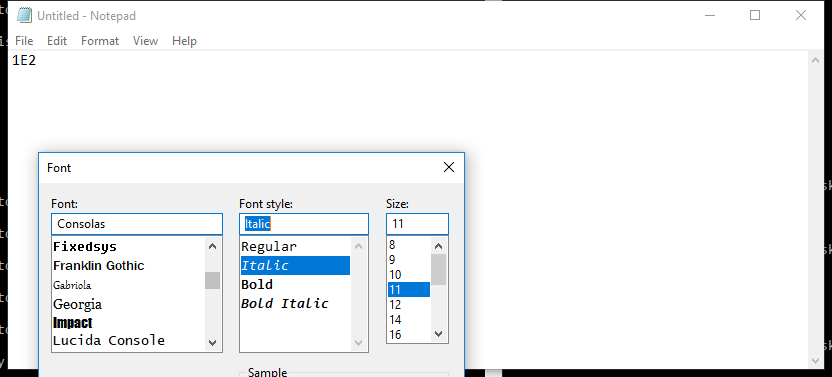 Untitled - Notepad
File Edit Format View Help
1E2
Font
Font: Font style: Size:
Consolas Italic 11
Fixedsys Regular 8
Franklin Gothic Italic 9
Gabriola Bold 10
Georgia Bold Italic 11
Impact 12
Lucida Console 14
16
Sample